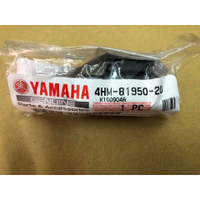 YAMAHA 4HM-81950-20
GENUINE K150904A
Parts & Accessories
1 PC